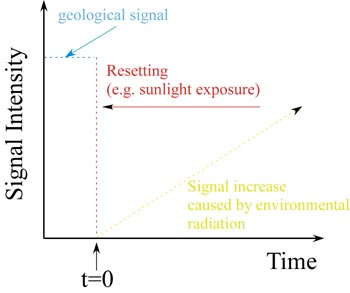 geological signal
Signal Intensity
Resetting
(e.g. sunlight exposure)
Signal increase
caused by environmental
radiation
Time
t=0